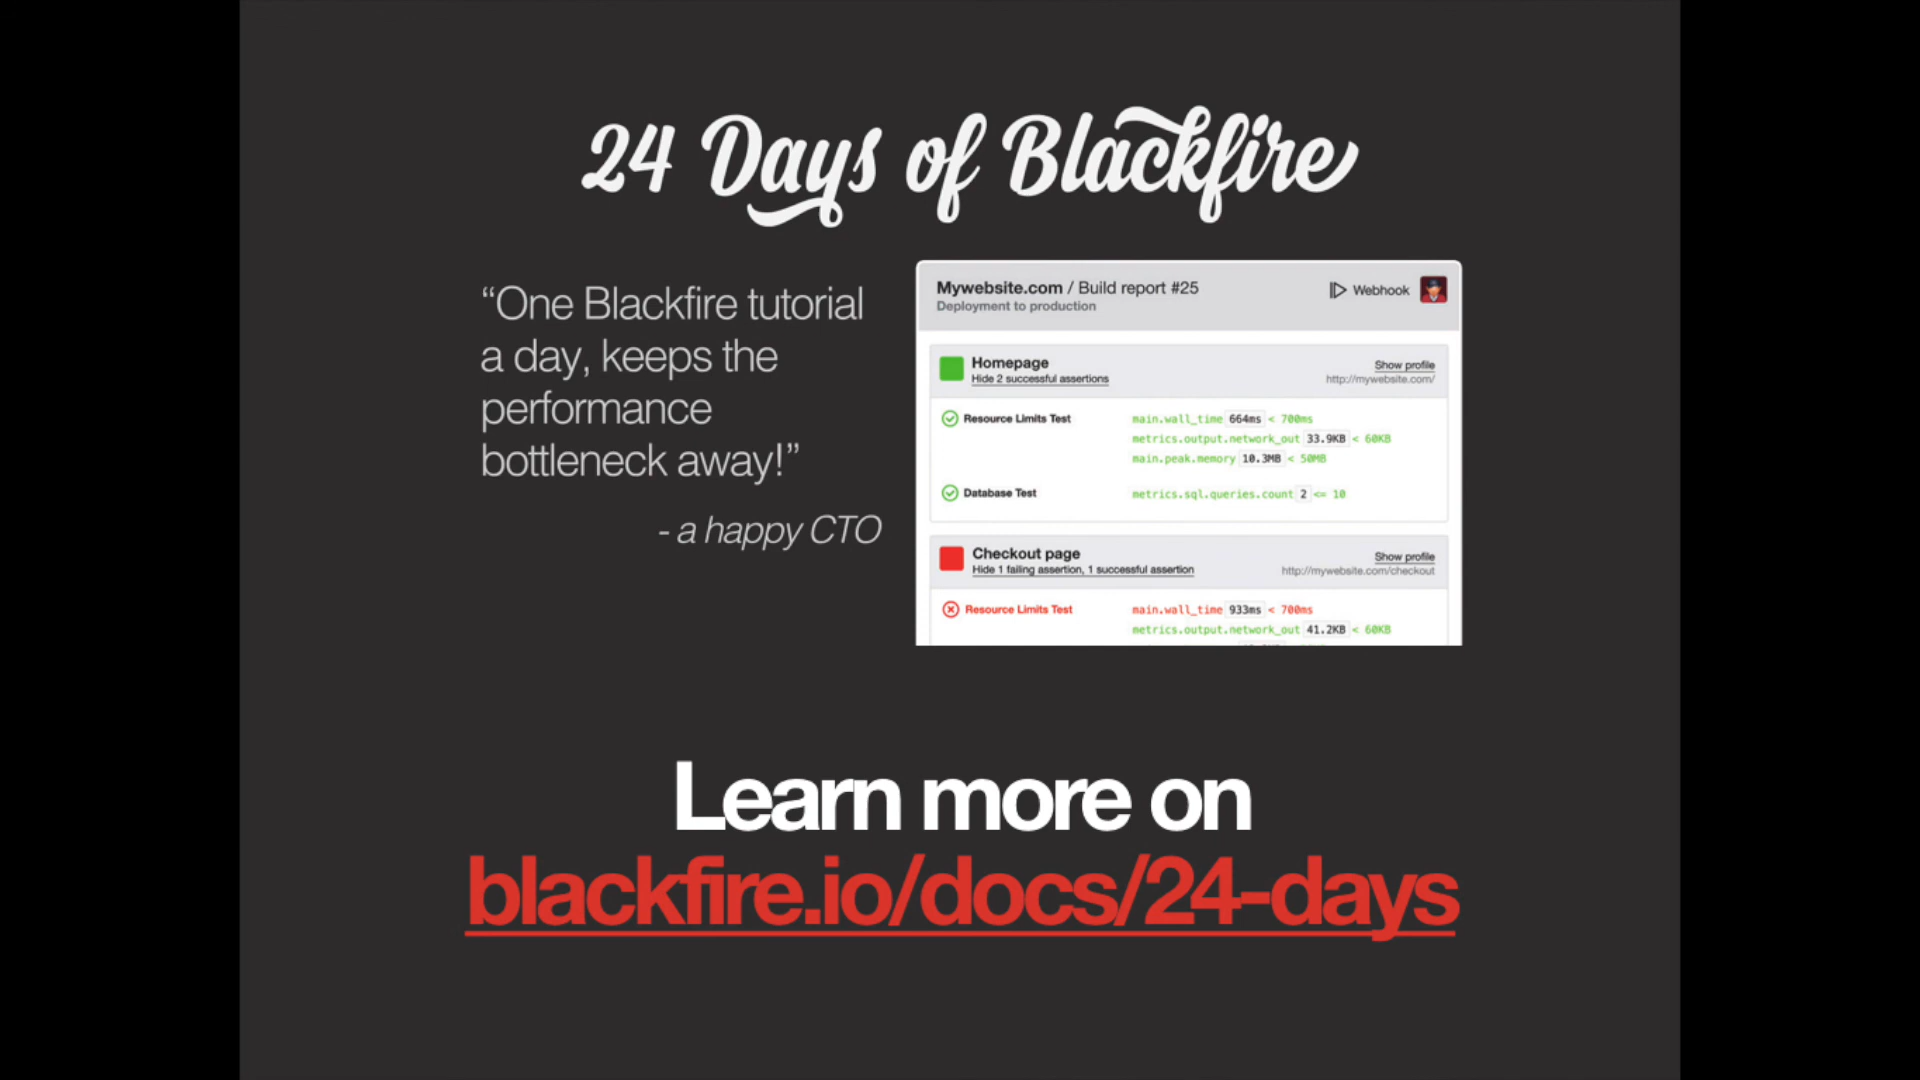 24 Days of Blackfire
“One Blackfire tutorial
a day, keeps the
performance
bottleneck away!”
- a happy CTO
Mywebsite.com / Build report #25
Webhook
Deployment to production
Homepage
Show profile
Hide 2 successful assertions
http://mywebsite.com/
Resource Limits Test
main.wall_time 664ms < 700ms
metrics.output.network_out 33.9KB < 60KB
main.peak.memory 10.3MB < 50MB
Database Test
metrics.sql.queries.count 2 <= 10
Checkout page
Show profile
Hide 1 failing assertion, 1 successful assertion
http://mywebsite.com/checkout
Resource Limits Test
main.wall_time 933ms < 700ms
metrics.output.network_out 41.2KB < 60KB
Learn more on
blackfire.io/docs/24-days